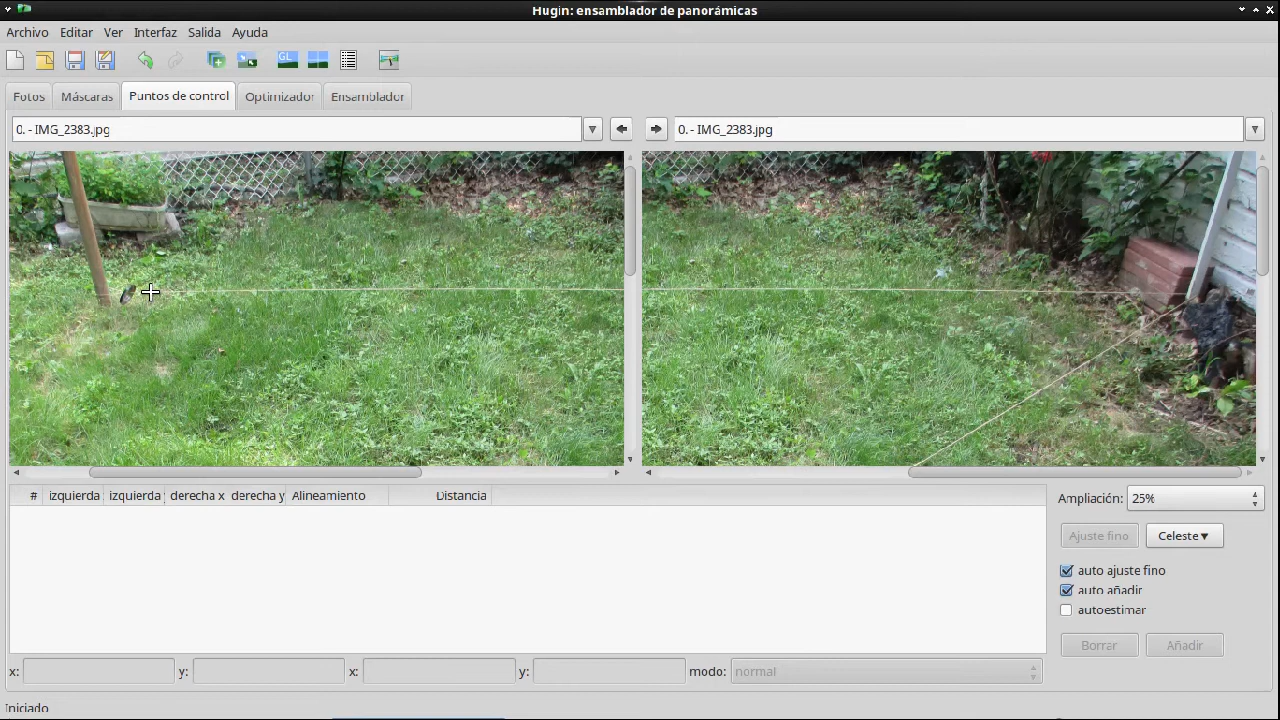 Hugin: ensamblador de panorámicas
Archivo Editar Ver Interfaz Salida Ayuda
GL
Fotos Máscaras Puntos de control Optimizador Ensamblador
0. - IMG_2383.jpg 0. - IMG_2383.jpg
# izquierda izquierda derecha x derecha y Alineamiento Distancia
Ampliación: 25%
Ajuste fino Celeste
auto ajuste fino
auto añadir
autoestimar
Borrar Añadir
x: y: x: y: modo: normal
Iniciado